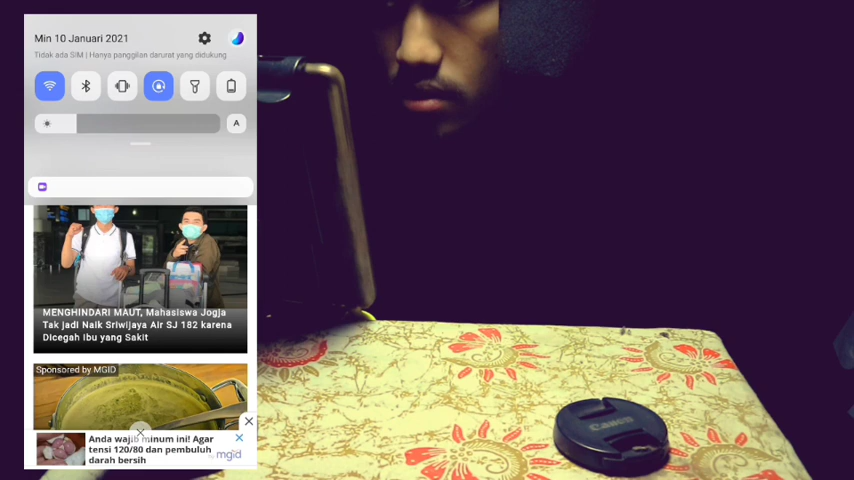 Min 10 Januari 2021
Tidak ada SIM | Hanya panggilan darurat yang didukung
A
MENGHINDARI MAUT, Mahasiswa Jogja
Tak jadi Naik Sriwijaya Air SJ 182 karena
Dicegah ibu yang Sakit
Sponsored by MGID
Anda wajib minum ini! Agar
tensi 120/80 dan pembuluh
darah bersih
by mgid
Canon